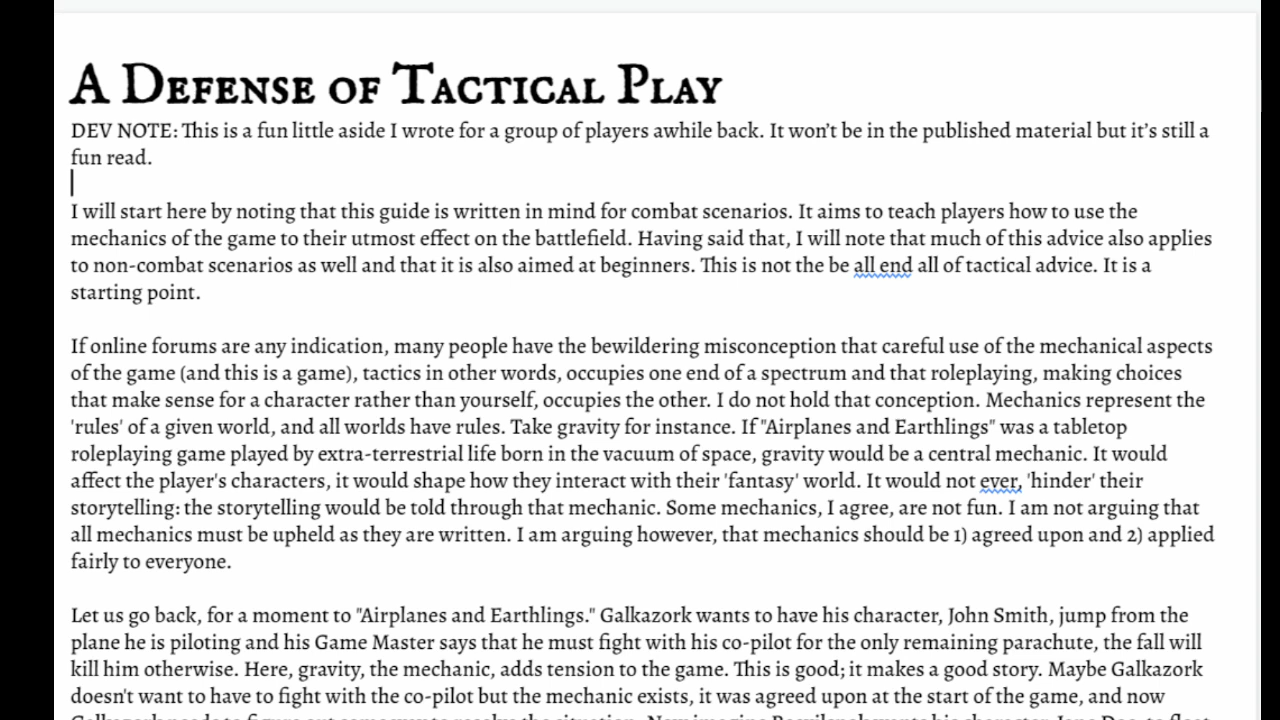 A Defense of Tactical Play
DEV NOTE: This is a fun little aside I wrote for a group of players awhile back. It won’t be in the published material but it’s still a
fun read.
I will start here by noting that this guide is written in mind for combat scenarios. It aims to teach players how to use the
mechanics of the game to their utmost effect on the battlefield. Having said that, I will note that much of this advice also applies
to non-combat scenarios as well and that it is also aimed at beginners. This is not the be all end all of tactical advice. It is a
starting point.
If online forums are any indication, many people have the bewildering misconception that careful use of the mechanical aspects
of the game (and this is a game), tactics in other words, occupies one end of a spectrum and that roleplaying, making choices
that make sense for a character rather than yourself, occupies the other. I do not hold that conception. Mechanics represent the
'rules' of a given world, and all worlds have rules. Take gravity for instance. If "Airplanes and Earthlings" was a tabletop
roleplaying game played by extra-terrestrial life born in the vacuum of space, gravity would be a central mechanic. It would
affect the player's characters, it would shape how they interact with their 'fantasy' world. It would not ever, 'hinder' their
storytelling: the storytelling would be told through that mechanic. Some mechanics, I agree, are not fun. I am not arguing that
all mechanics must be upheld as they are written. I am arguing however, that mechanics should be 1) agreed upon and 2) applied
fairly to everyone.
Let us go back, for a moment to "Airplanes and Earthlings." Galkazork wants to have his character, John Smith, jump from the
plane he is piloting and his Game Master says that he must fight with his co-pilot for the only remaining parachute, the fall will
kill him otherwise. Here, gravity, the mechanic, adds tension to the game. This is good; it makes a good story. Maybe Galkazork
doesn't want to have to fight with the co-pilot but the mechanic exists, it was agreed upon at the start of the game, and now